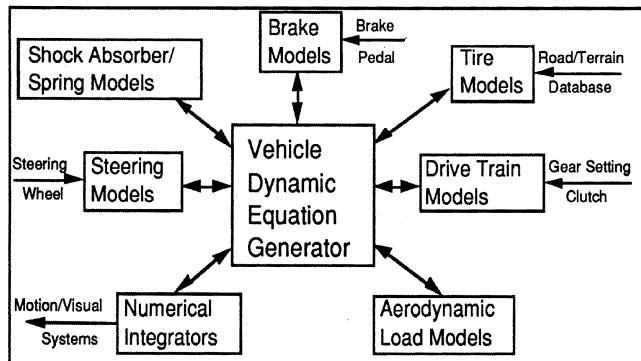 Shock Absorber/
Spring Models
Brake
Models
Brake
Pedal
Tire
Models
Road/Terrain
Database
Steering
Wheel
Steering
Models
Vehicle
Dynamic
Equation
Generator
Drive Train
Models
Gear Setting
Clutch
Motion/Visual
Systems
Numerical
Integrators
Aerodynamic
Load Models